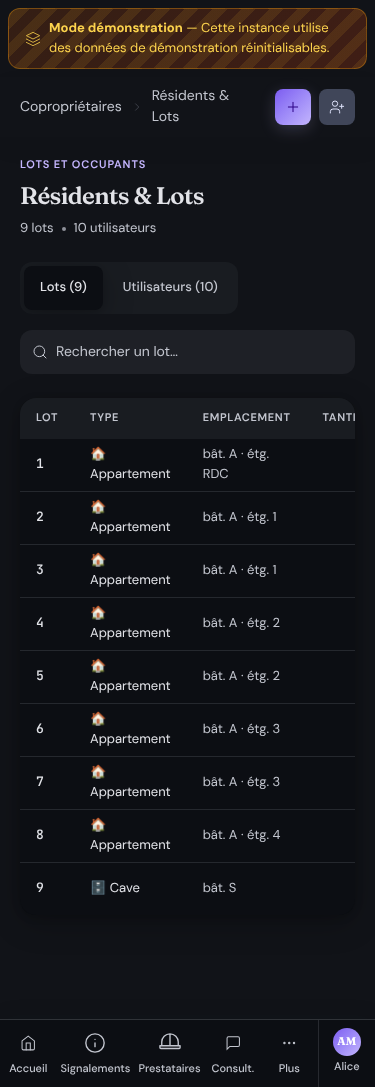 Mode démonstration — Cette instance utilise
des données de démonstration réinitialisables.
Copropriétaires
Résidents &
Lots
LOTS ET OCCUPANTS
Résidents & Lots
9 lots • 10 utilisateurs
Lots (9) Utilisateurs (10)
Rechercher un lot...
LOT TYPE EMPLACEMENT TANTI
1 Appartement bât. A · étg. RDC
2 Appartement bât. A · étg. 1
3 Appartement bât. A · étg. 1
4 Appartement bât. A · étg. 2
5 Appartement bât. A · étg. 2
6 Appartement bât. A · étg. 3
7 Appartement bât. A · étg. 3
8 Appartement bât. A · étg. 4
9 Cave bât. S
AM
Accueil Signalements Prestataires Consult. Plus Alice